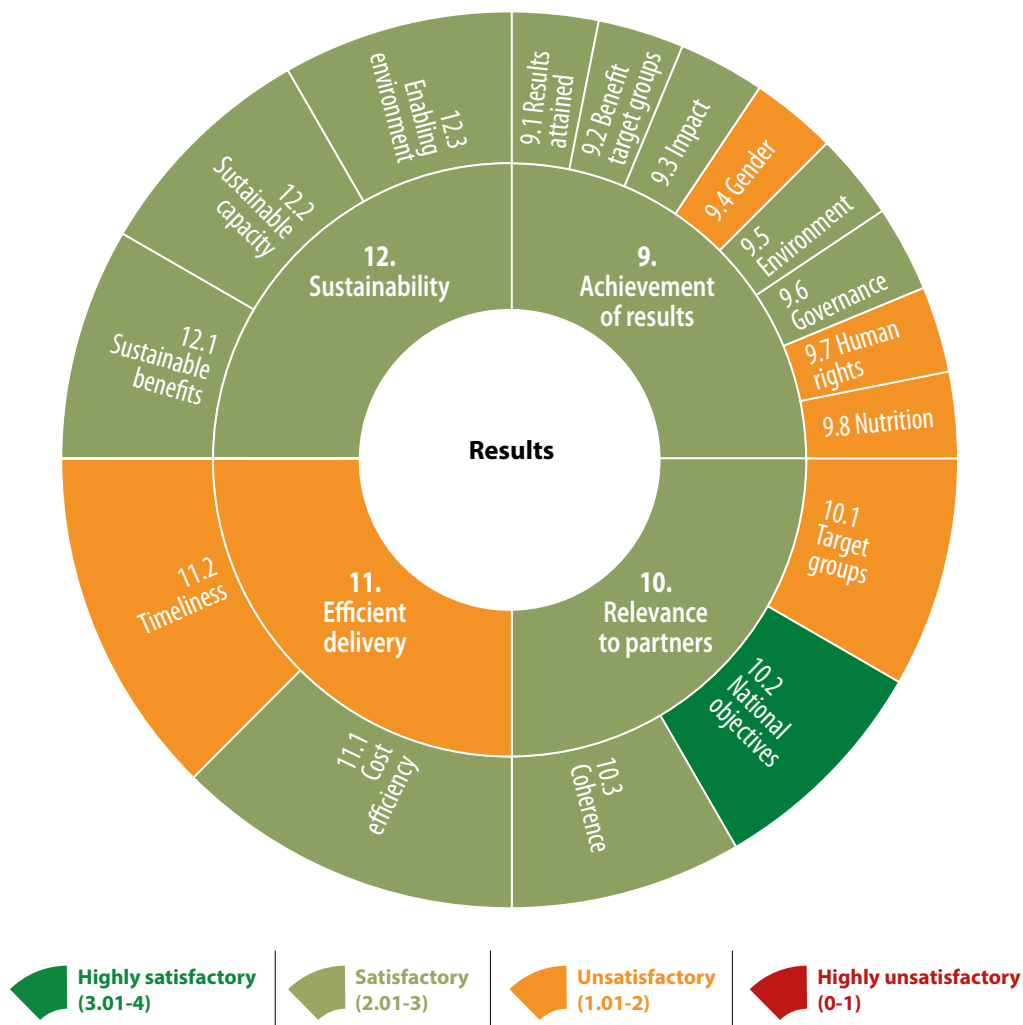 Results
9.
Achievement
of results
9.1 Results
attained
9.2 Benefit
target groups
9.3 Impact
9.4 Gender
9.5
Environment
9.6
Governance
9.7 Human
rights
9.8 Nutrition
10.
Relevance
to partners
10.1
Target
groups
10.2
National
objectives
10.3
Coherence
11.
Efficient
delivery
11.1
Cost
efficiency
11.2
Timeliness
12.
Sustainability
12.1
Sustainable
benefits
12.2
Sustainable
capacity
12.3
Enabling
environment
Highly satisfactory
(3.01-4)
Satisfactory
(2.01-3)
Unsatisfactory
(1.01-2)
Highly unsatisfactory
(0-1)